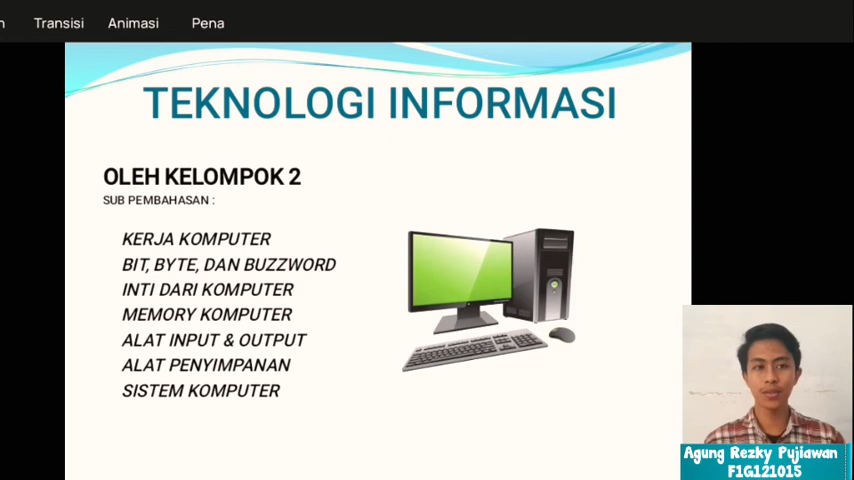 Transisi Animasi Pena
TEKNOLOGI INFORMASI
OLEH KELOMPOK 2
SUB PEMBAHASAN :
KERJA KOMPUTER
BIT, BYTE, DAN BUZZWORD
INTI DARI KOMPUTER
MEMORY KOMPUTER
ALAT INPUT & OUTPUT
ALAT PENYIMPANAN
SISTEM KOMPUTER
Agung Rezky Pujiawan
F1G121015